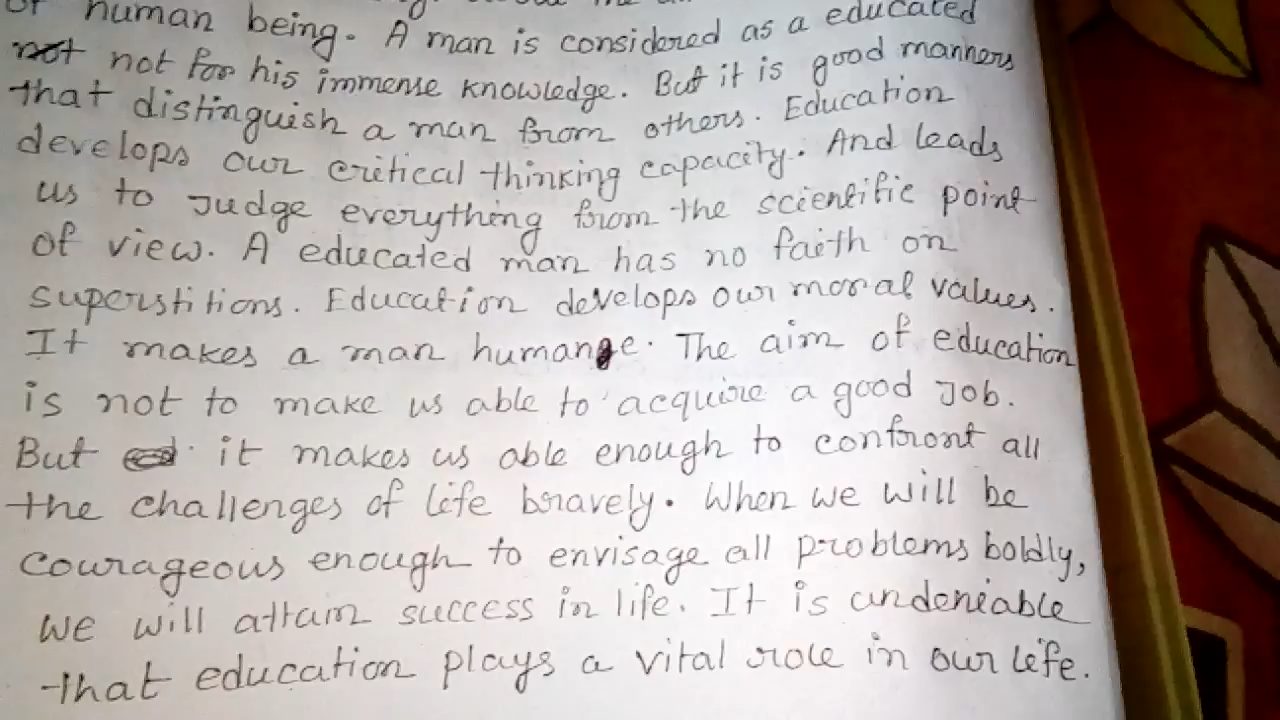 of human being. A man is considered as a educated
not not for his immense knowledge. But it is good manners
that distinguish a man from others. Education
develops our critical thinking capacity. And leads
us to Judge everything from the scientific point
of view. A educated man has no faith on
superstitions. Education develops our moral values.
It makes a man humane. The aim of education
is not to make us able to acquire a good Job.
But it makes us able enough to confront all
the challenges of life bravely. When we will be
courageous enough to envisage all problems boldly,
we will attain success in life. It is undeniable
that education plays a vital role in our life.